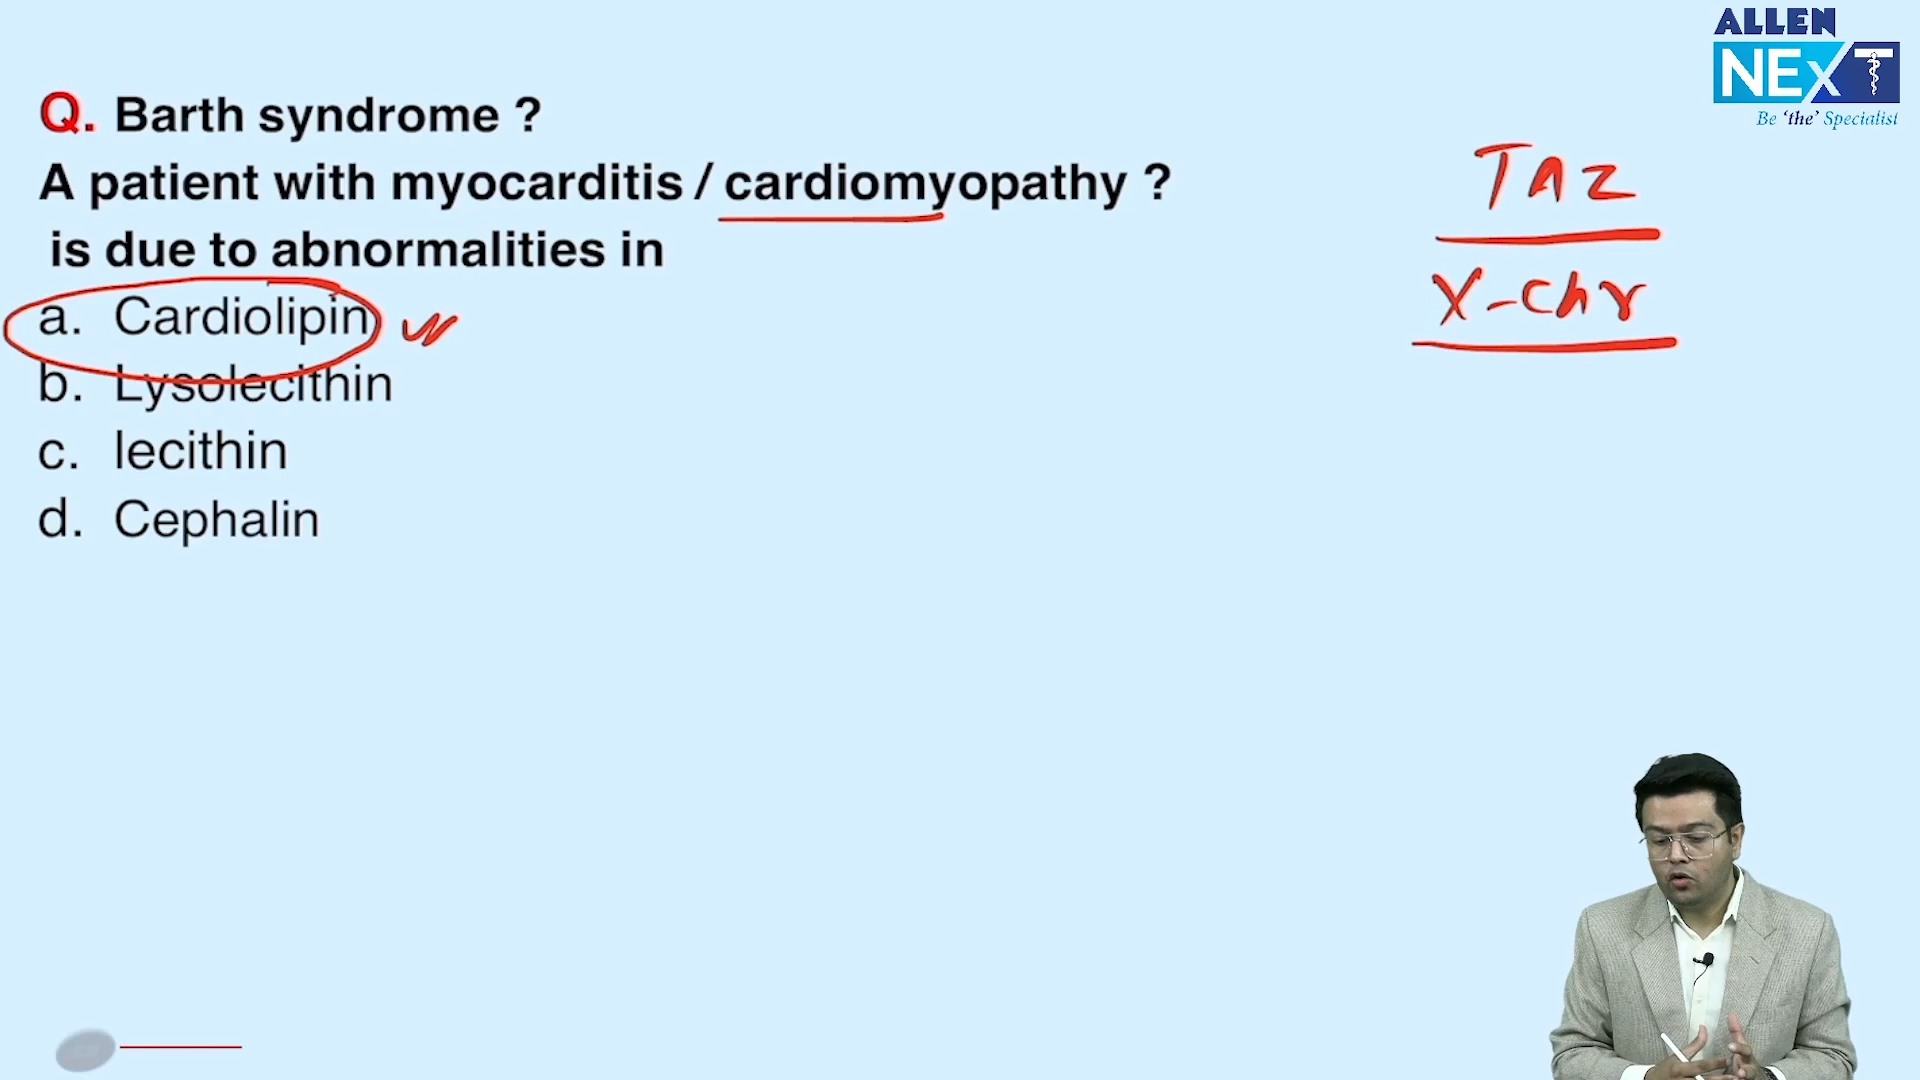 ALLEN
NEXT
Be 'the' Specialist
Q. Barth syndrome ?
A patient with myocarditis / cardiomyopathy ?
is due to abnormalities in
a. Cardiolipin
b. Lysolecithin
c. lecithin
d. Cephalin
TAZ
X-Chr